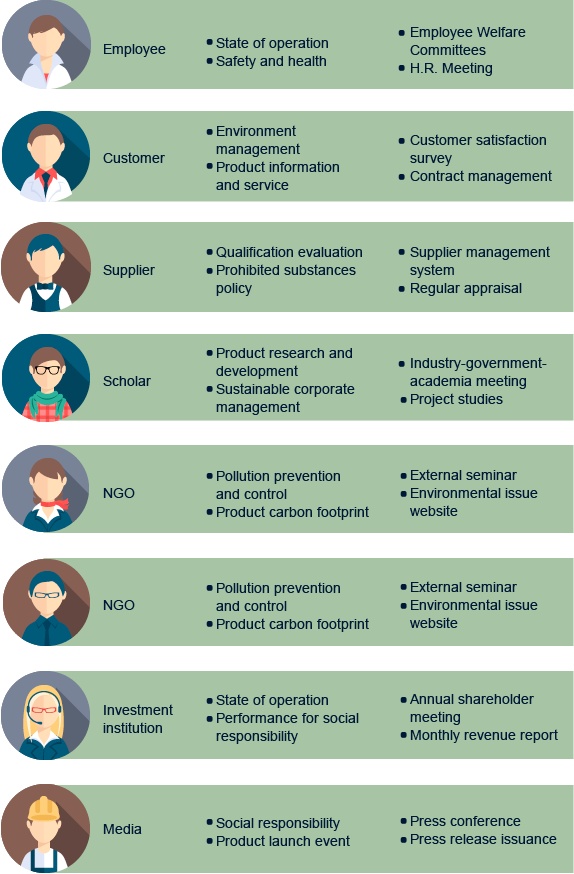 Employee
• State of operation
• Safety and health
• Employee Welfare
Committees
• H.R. Meeting
Customer
• Environment
management
• Product information
and service
• Customer satisfaction
survey
• Contract management
Supplier
• Qualification evaluation
• Prohibited substances
policy
• Supplier management
system
• Regular appraisal
Scholar
• Product research and
development
• Sustainable corporate
management
• Industry-government-
academia meeting
• Project studies
NGO
• Pollution prevention
and control
• Product carbon footprint
• External seminar
• Environmental issue
website
NGO
• Pollution prevention
and control
• Product carbon footprint
• External seminar
• Environmental issue
website
Investment
institution
• State of operation
• Performance for social
responsibility
• Annual shareholder
meeting
• Monthly revenue report
Media
• Social responsibility
• Product launch event
• Press conference
• Press release issuance